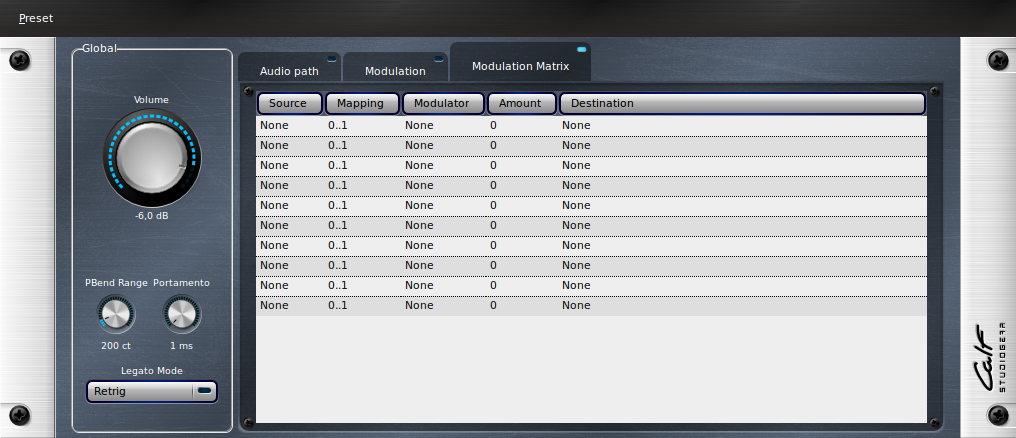 Preset
Global
Volume
-6,0 dB
PBend Range Portamento
200 ct 1 ms
Legato Mode
Retrig
Audio path Modulation Modulation Matrix
Source Mapping Modulator Amount Destination
None 0..1 None 0 None
None 0..1 None 0 None
None 0..1 None 0 None
None 0..1 None 0 None
None 0..1 None 0 None
None 0..1 None 0 None
None 0..1 None 0 None
None 0..1 None 0 None
None 0..1 None 0 None
None 0..1 None 0 None
Calf
STUDIOGEAR